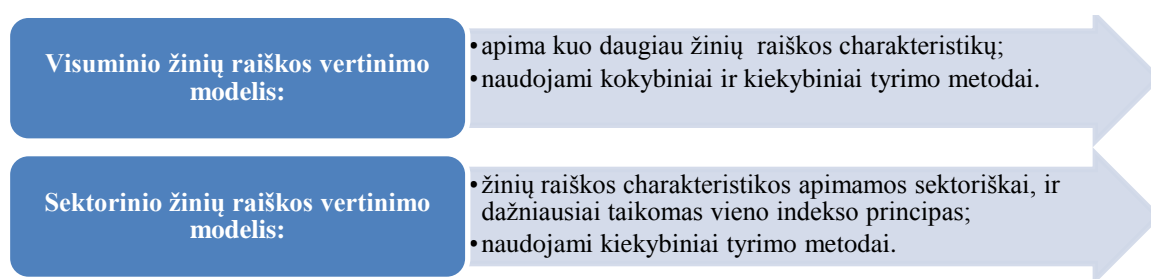 Visuminio žinių raiškos vertinimo
modelis:
•apima kuo daugiau žinių raiškos charakteristikų;
•naudojami kokybiniai ir kiekybiniai tyrimo metodai.
Sektorinio žinių raiškos vertinimo
modelis:
•žinių raiškos charakteristikos apimamos sektoriškai, ir
dažniausiai taikomas vieno indekso principas;
•naudojami kiekybiniai tyrimo metodai.